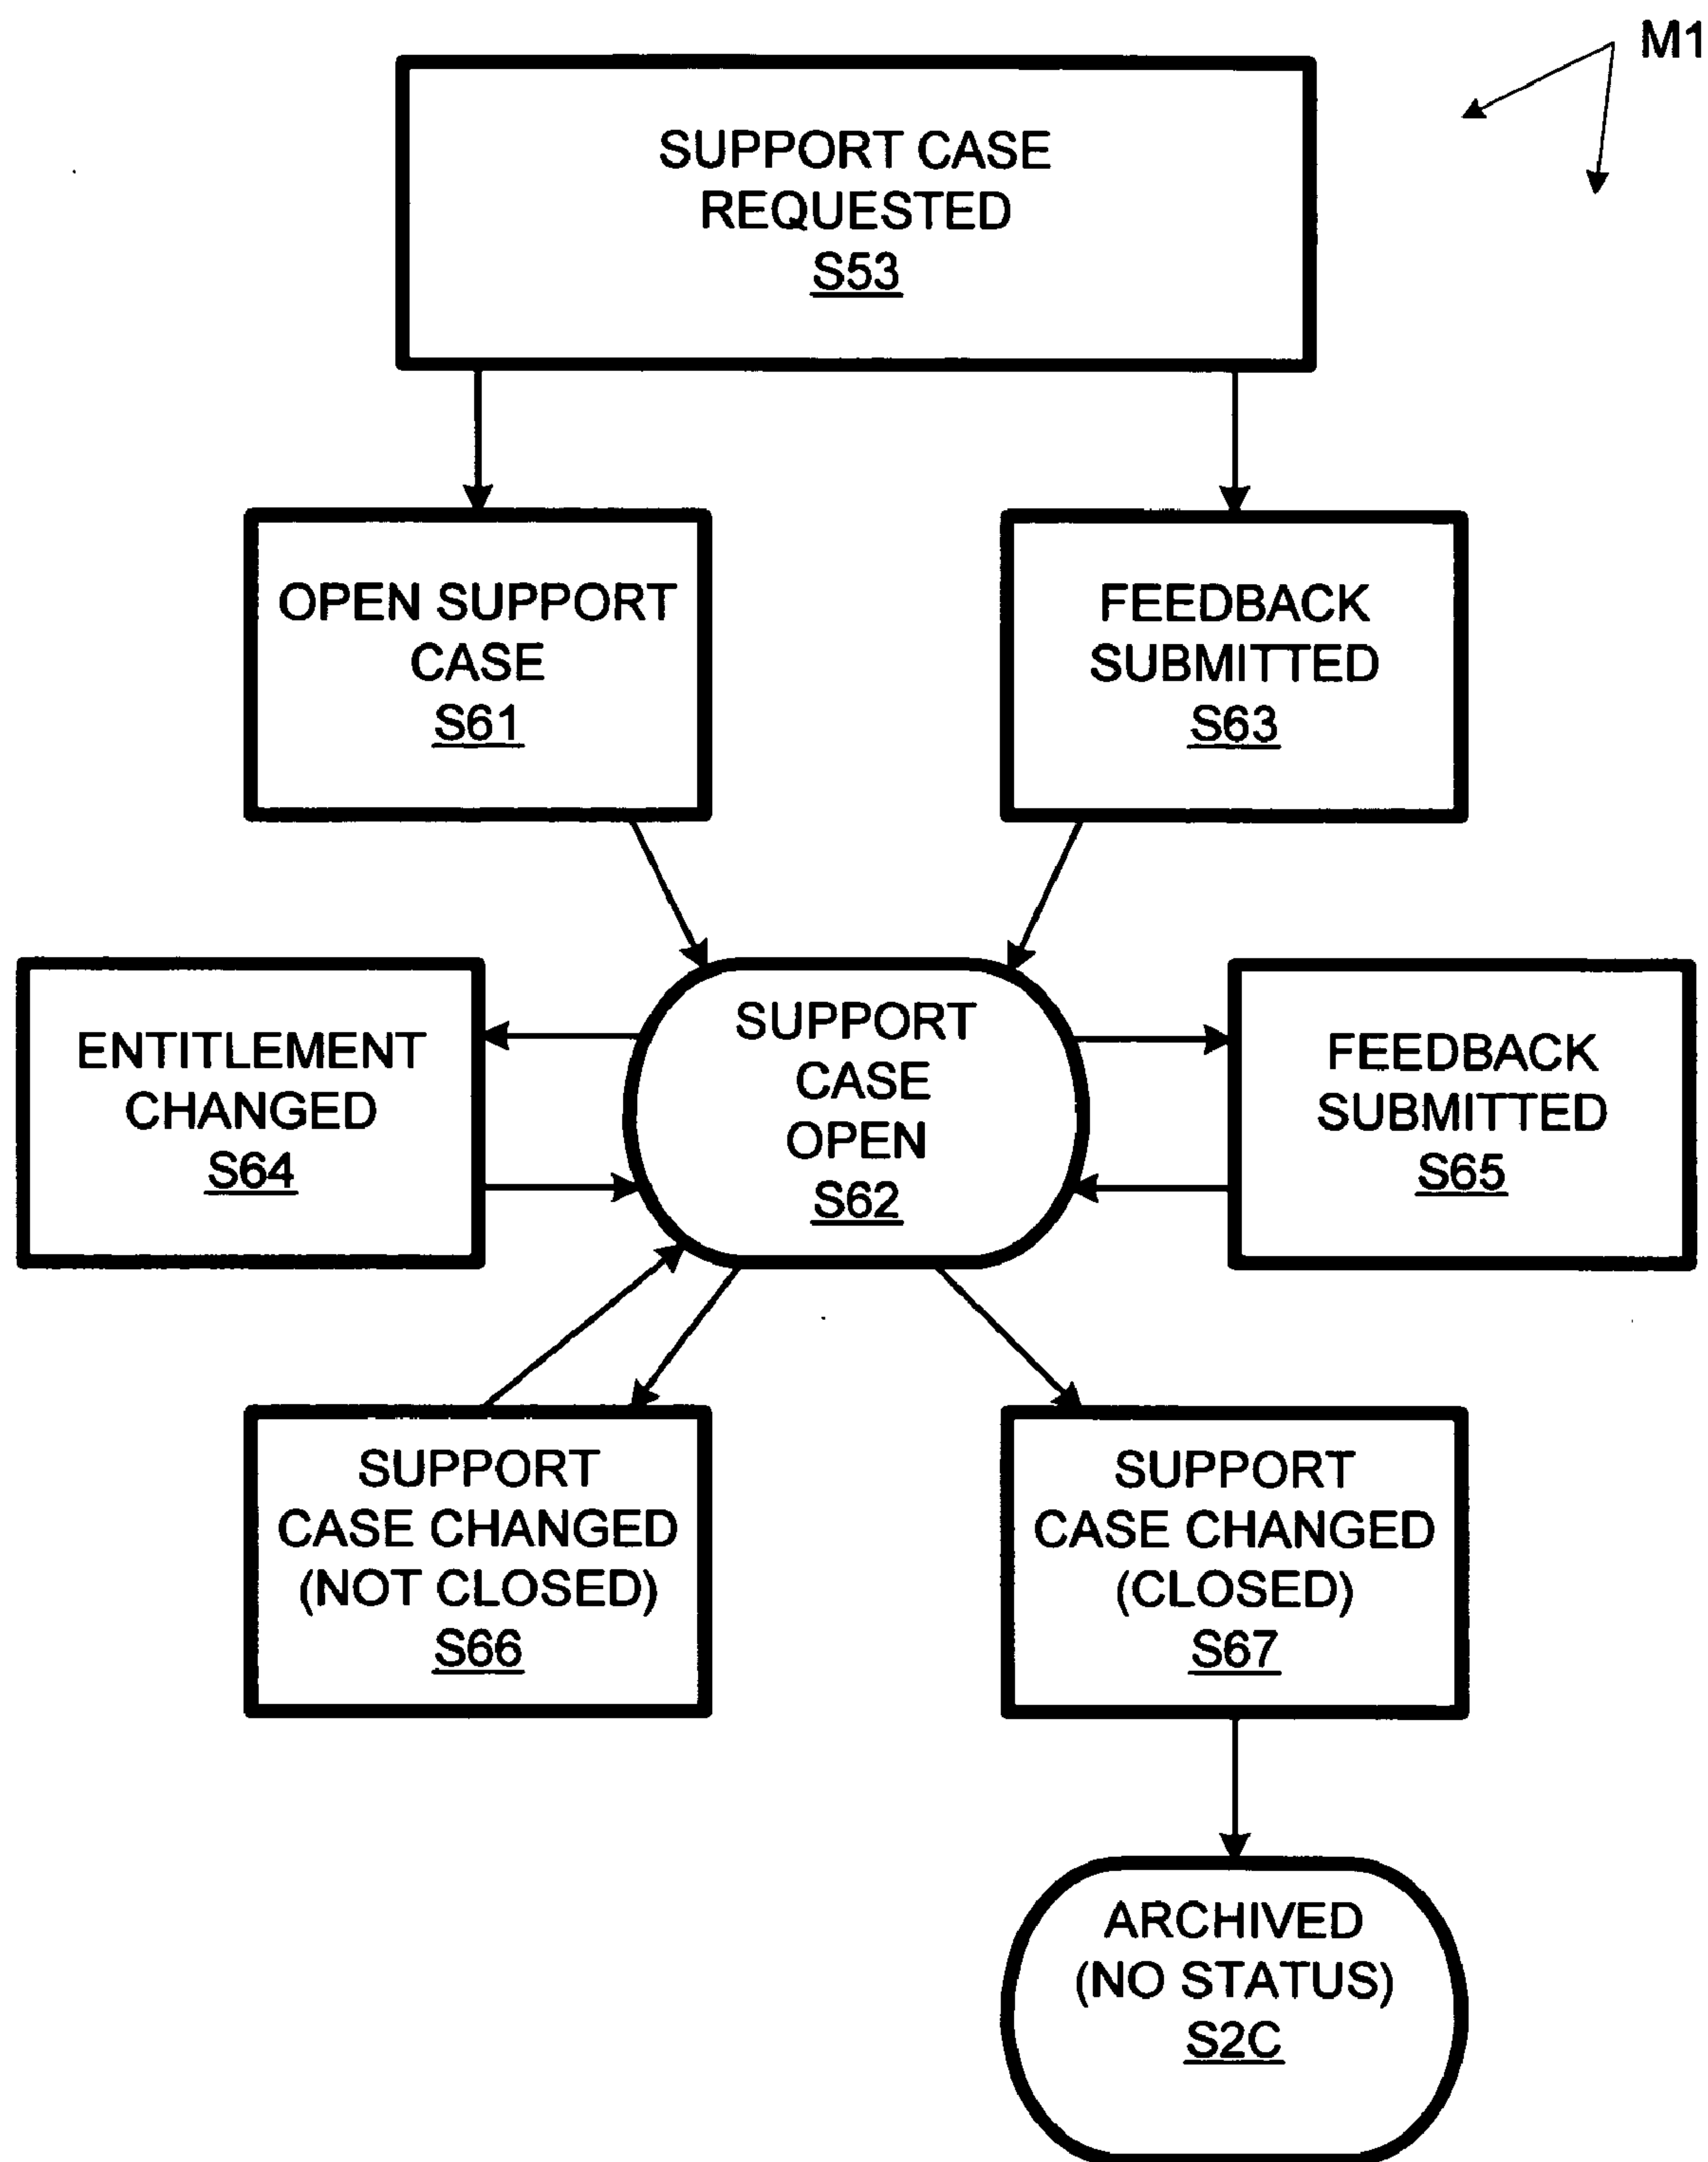 M1
SUPPORT CASE
REQUESTED
S53
OPEN SUPPORT
CASE
S61
FEEDBACK
SUBMITTED
S63
ENTITLEMENT
CHANGED
S64
SUPPORT
CASE
OPEN
S62
FEEDBACK
SUBMITTED
S65
SUPPORT
CASE CHANGED
(NOT CLOSED)
S66
SUPPORT
CASE CHANGED
(CLOSED)
S67
ARCHIVED
(NO STATUS)
S2C